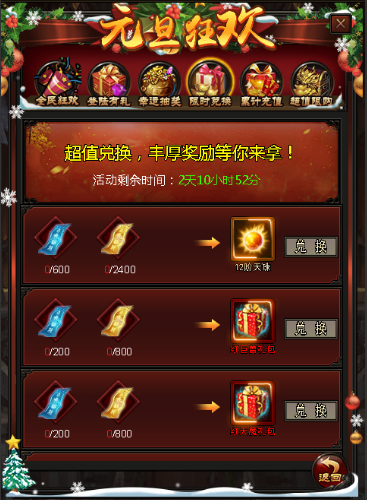 元旦狂欢
全民狂欢 登陆有礼 幸运抽奖 限时兑换 累计充值 超值限购
超值兑换，丰厚奖励等你来拿！
活动剩余时间：2天10小时52分
0/600 0/2400 12阶天珠 兑换
0/200 0/800 兑换
0/200 0/800 兑换
返回